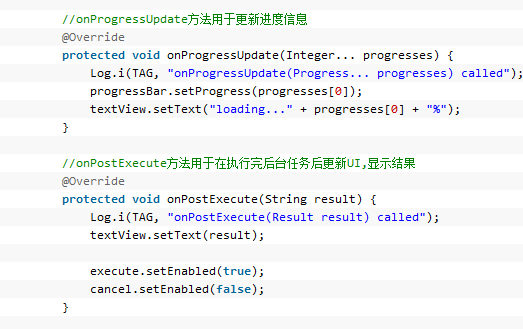 //onProgressUpdate方法用于更新进度信息
@Override
protected void onProgressUpdate(Integer... progresses) {
Log.i(TAG, "onProgressUpdate(Progress... progresses) called");
progressBar.setProgress(progresses[0]);
textView.setText("loading..." + progresses[0] + "%");
}
//onPostExecute方法用于在执行完后台任务后更新UI,显示结果
@Override
protected void onPostExecute(String result) {
Log.i(TAG, "onPostExecute(Result result) called");
textView.setText(result);
execute.setEnabled(true);
cancel.setEnabled(false);
}